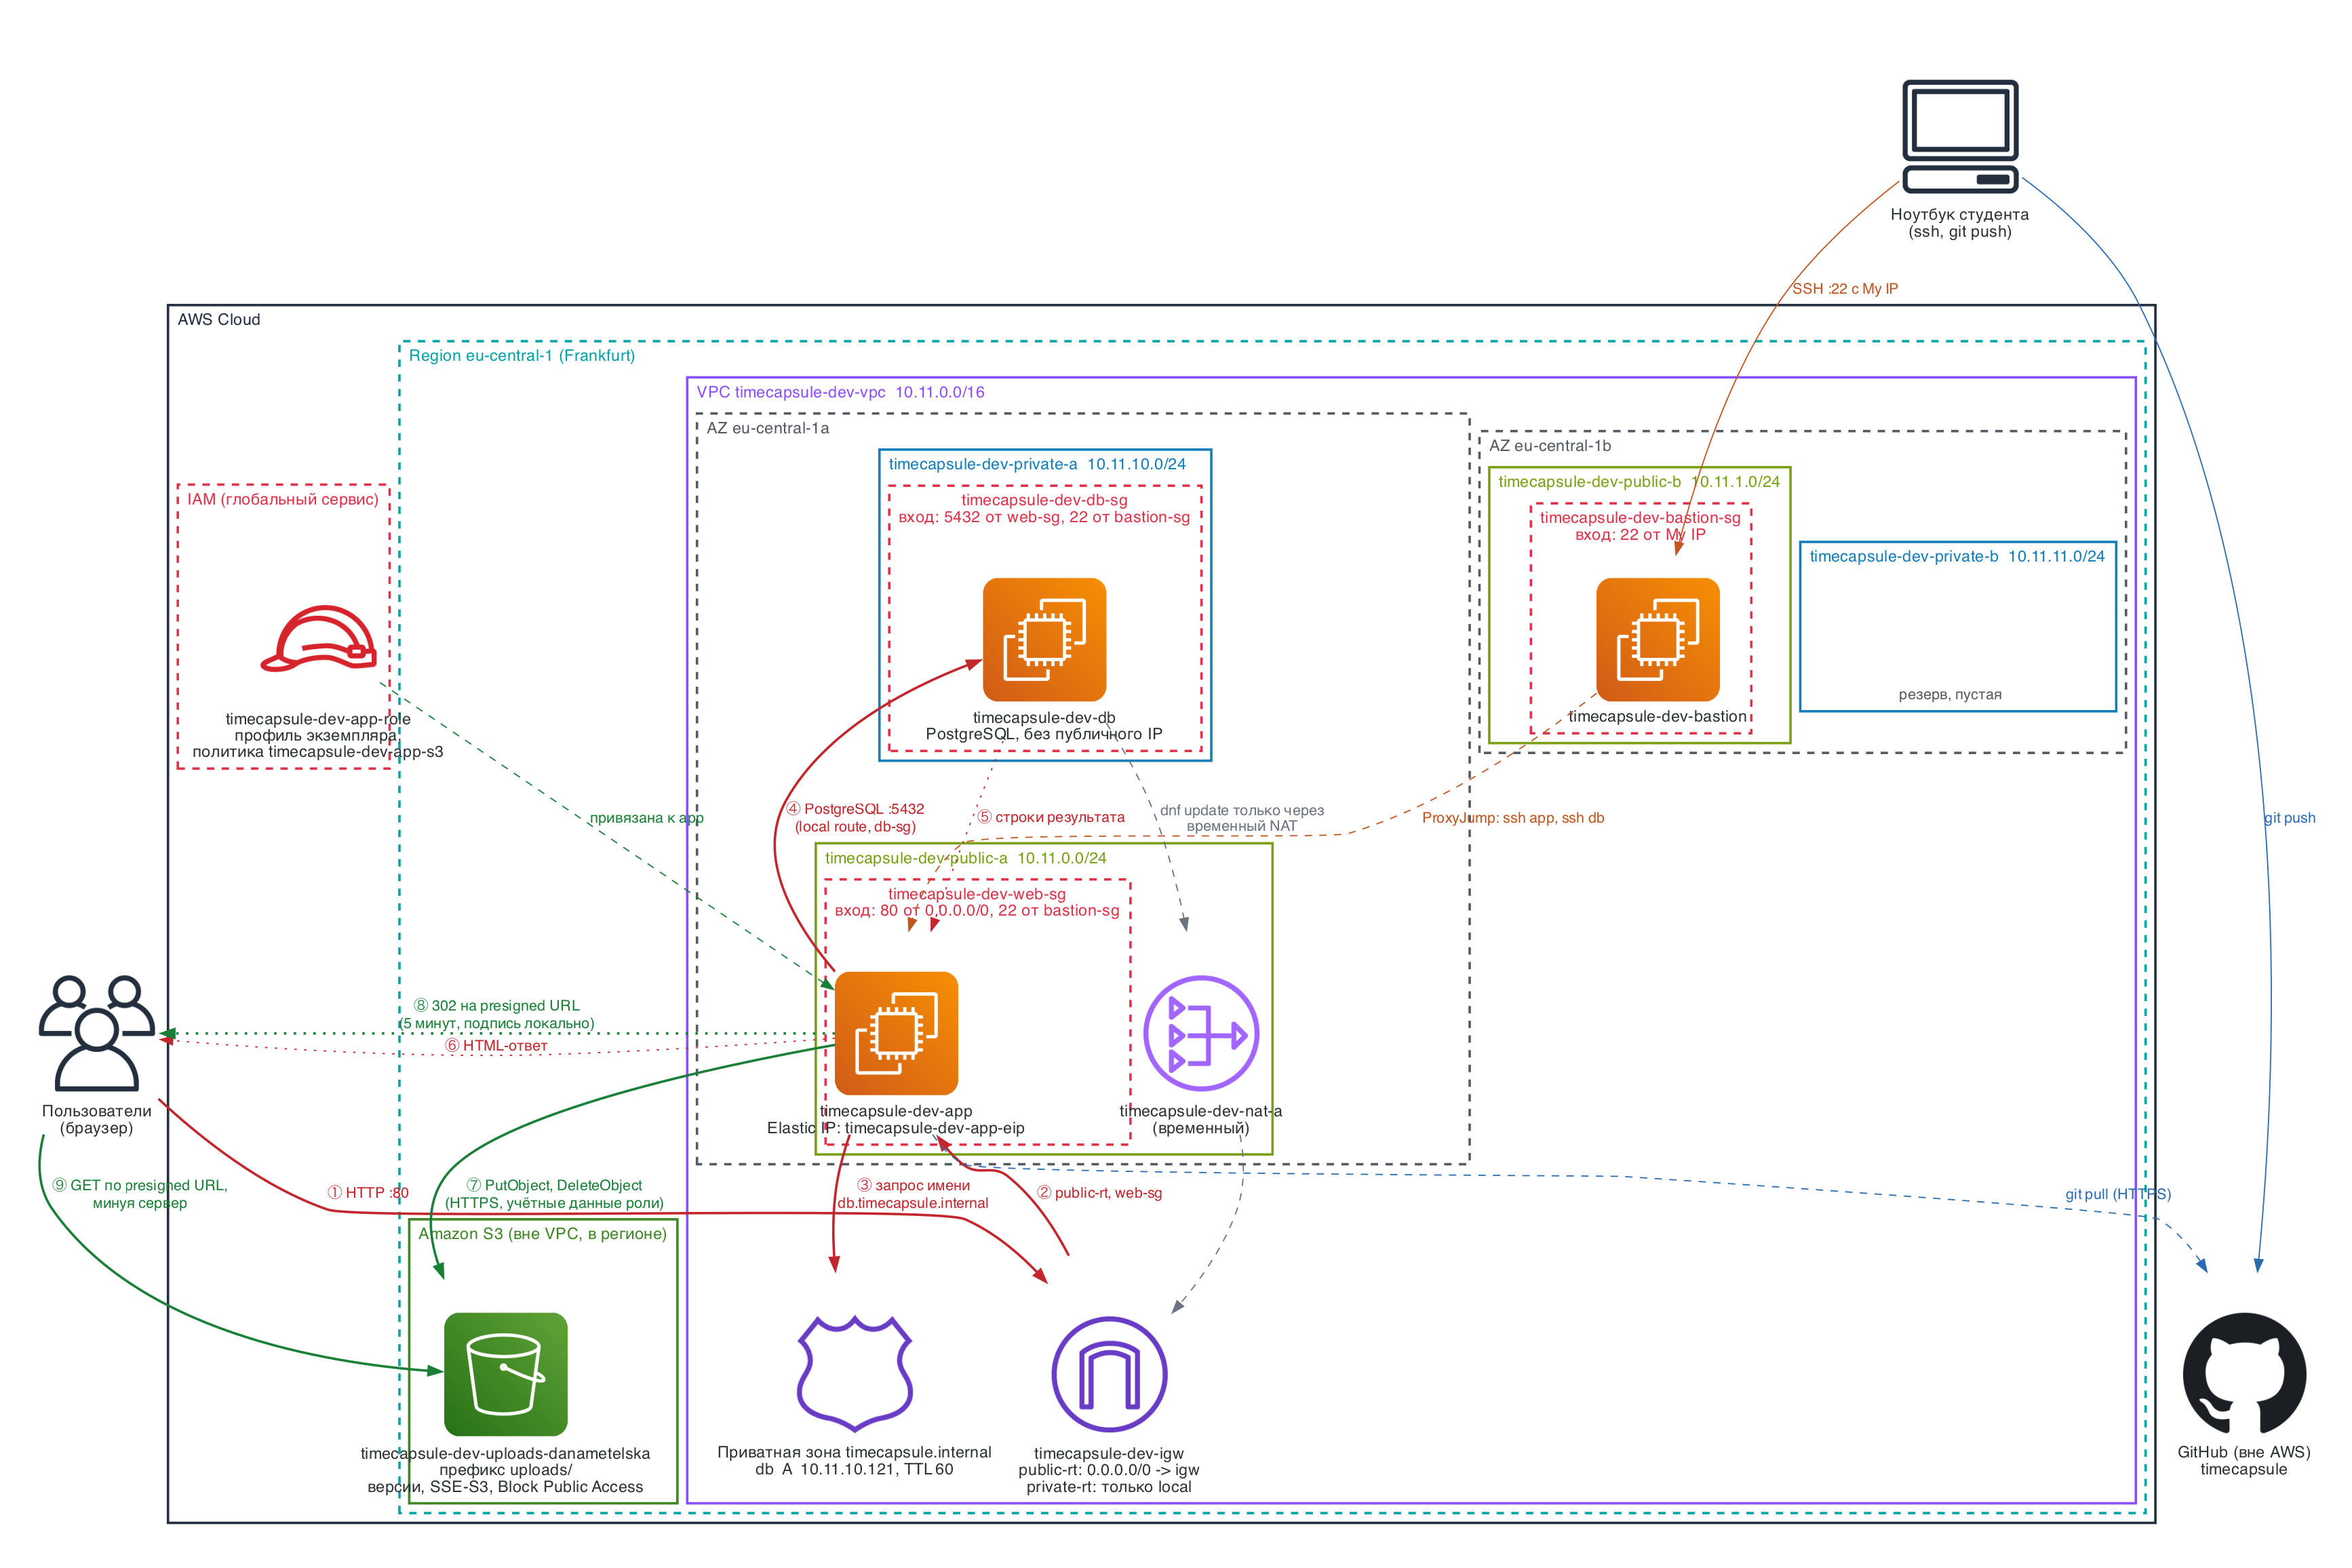 Ноутбук студента
(ssh, git push)
SSH :22 с My IP
AWS Cloud
Region eu-central-1 (Frankfurt)
VPC timecapsule-dev-vpc  10.11.0.0/16
AZ eu-central-1a
AZ eu-central-1b
timecapsule-dev-private-a  10.11.10.0/24
timecapsule-dev-db-sg
вход: 5432 от web-sg, 22 от bastion-sg
timecapsule-dev-public-b  10.11.1.0/24
timecapsule-dev-bastion-sg
вход: 22 от My IP
timecapsule-dev-private-b  10.11.11.0/24
резерв, пустая
IAM (глобальный сервис)
timecapsule-dev-app-role
профиль экземпляра,
политика timecapsule-dev-app-s3
timecapsule-dev-db
PostgreSQL, без публичного IP
timecapsule-dev-bastion
привязана к app
④ PostgreSQL :5432
(local route, db-sg)
⑤ строки результата
dnf update только через
временный NAT
ProxyJump: ssh app, ssh db
git push
timecapsule-dev-public-a  10.11.0.0/24
timecapsule-dev-web-sg
вход: 80 от 0.0.0.0/0, 22 от bastion-sg
⑧ 302 на presigned URL
(5 минут, подпись локально)
⑥ HTML-ответ
Пользователи
(браузер)
timecapsule-dev-app
Elastic IP: timecapsule-dev-app-eip
timecapsule-dev-nat-a
(временный)
⑨ GET по presigned URL,
минуя сервер
① HTTP :80
⑦ PutObject, DeleteObject
(HTTPS, учётные данные роли)
③ запрос имени
db.timecapsule.internal
② public-rt, web-sg
git pull (HTTPS)
Amazon S3 (вне VPC, в регионе)
timecapsule-dev-uploads-danametelska
префикс uploads/
версии, SSE-S3, Block Public Access
Приватная зона timecapsule.internal
db  A  10.11.10.121, TTL 60
timecapsule-dev-igw
public-rt: 0.0.0.0/0 -> igw
private-rt: только local
GitHub (вне AWS)
timecapsule